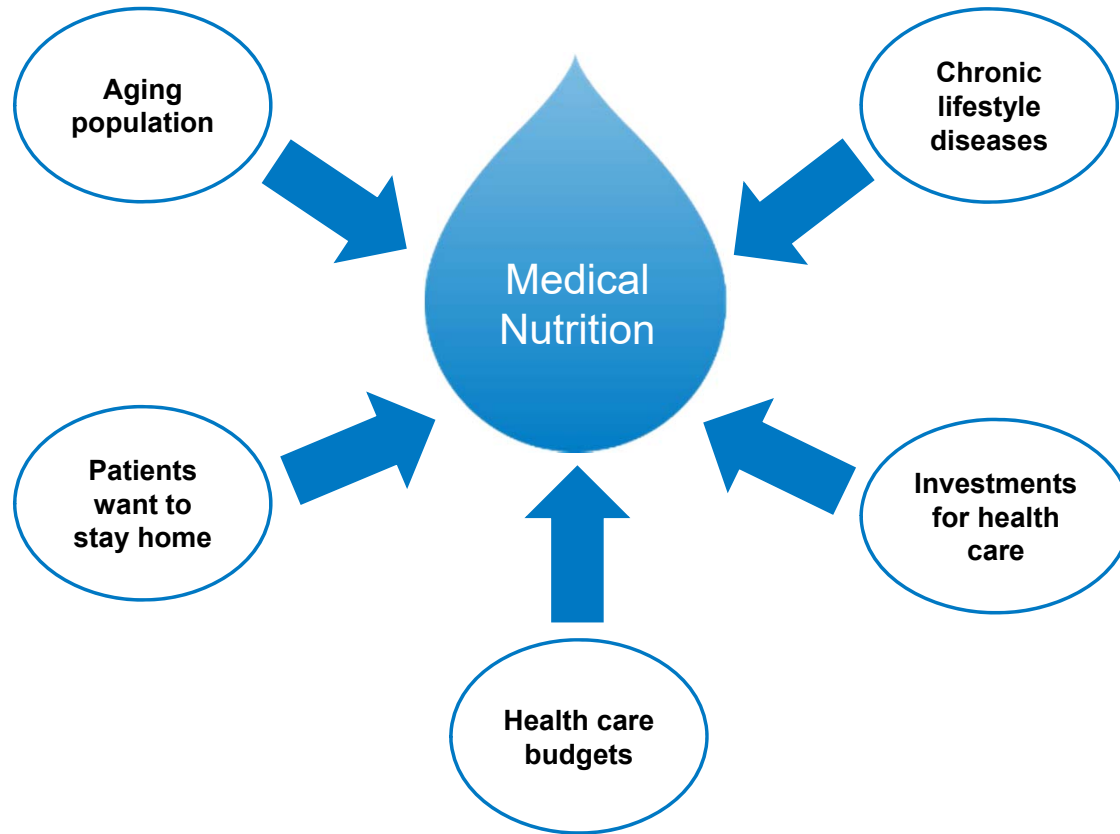 Aging
population
Chronic
lifestyle
diseases
Medical
Nutrition
Patients
want to
stay home
Investments
for health
care
Health care
budgets